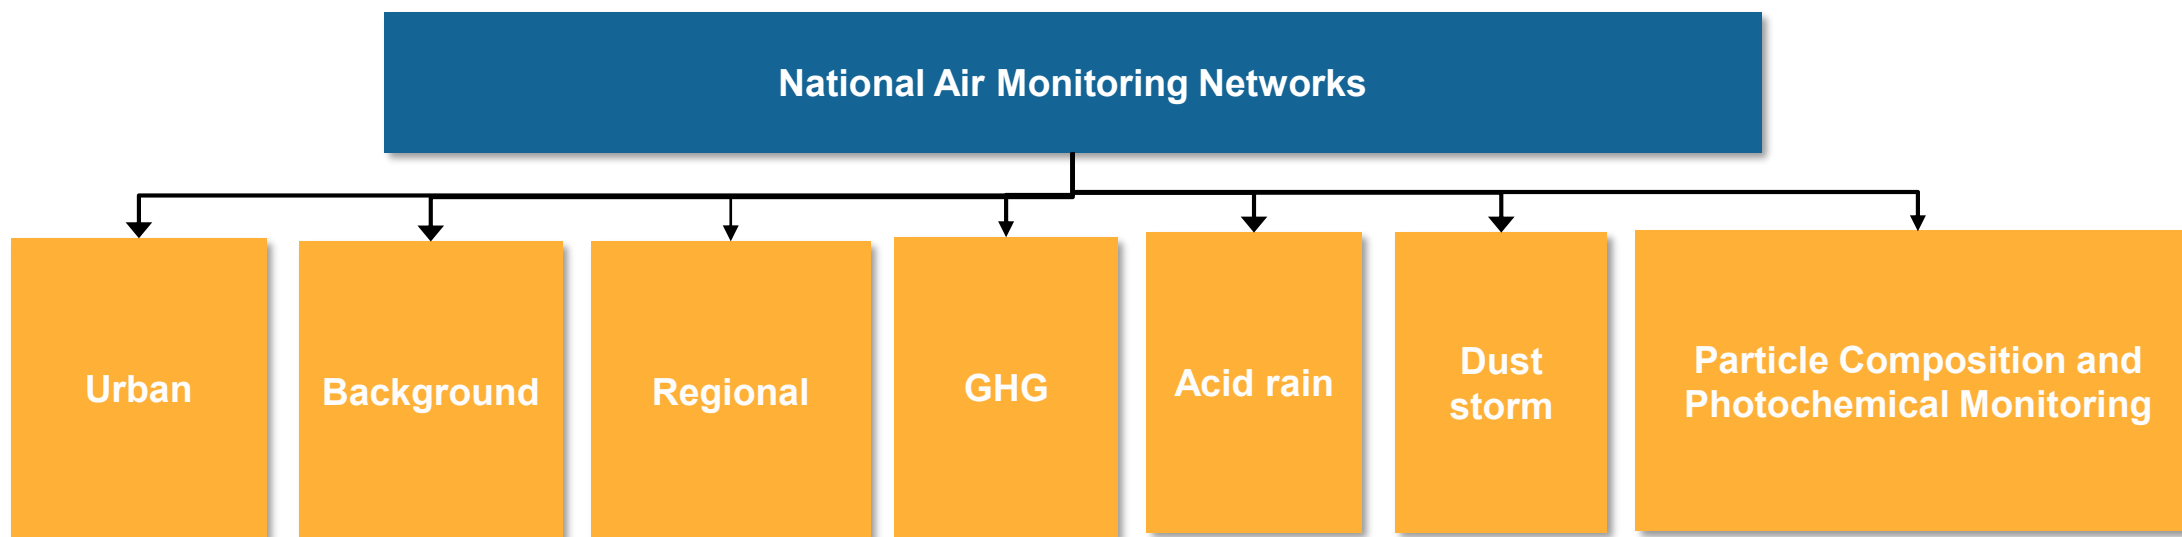 National Air Monitoring Networks
Urban
Background
Regional
GHG
Acid rain
Dust
storm
Particle Composition and
Photochemical Monitoring